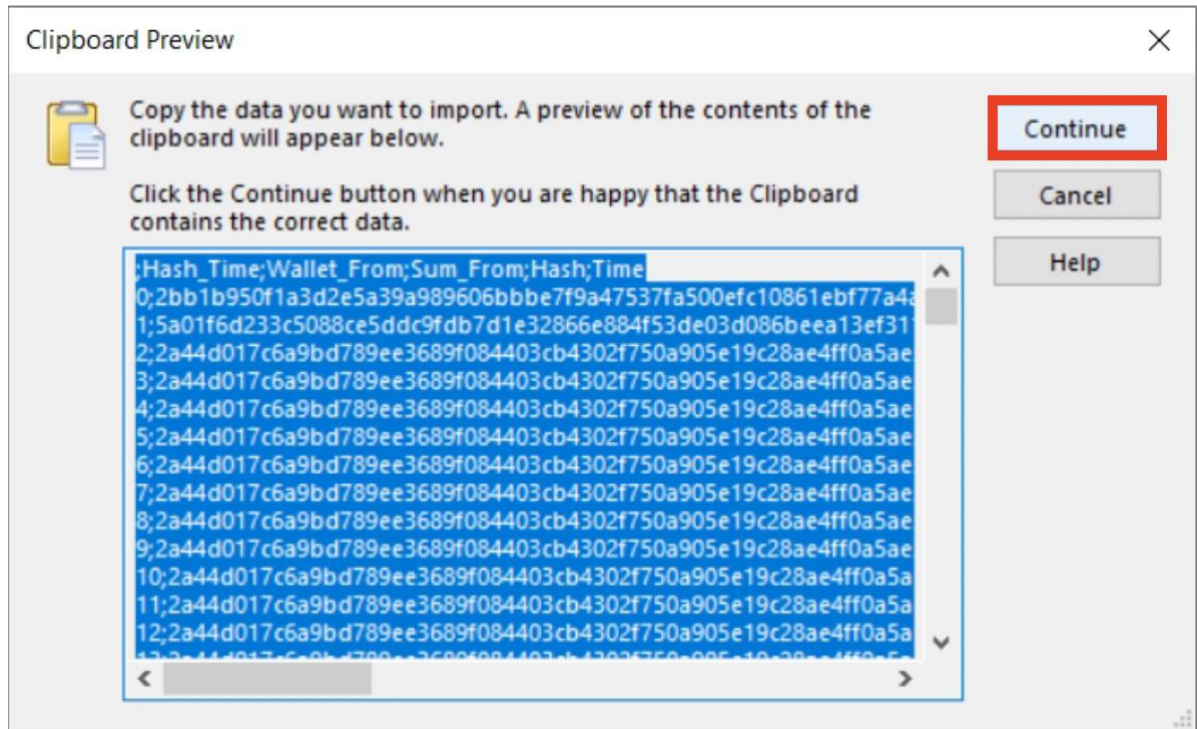 Clipboard Preview
Copy the data you want to import. A preview of the contents of the
clipboard will appear below.
Click the Continue button when you are happy that the Clipboard
contains the correct data.
Continue
Cancel
Help
;Hash_Time;Wallet_From;Sum_From;Hash;Time
0;2bb1b950f1a3d2e5a39a989606bbbe7f9a47537fa500efc10861ebf77a4a
1;5a01f6d233c5088ce5ddc9fdb7d1e32866e884f53de03d086beea13ef311
2;2a44d017c6a9bd789ee3689f084403cb4302f750a905e19c28ae4ff0a5ae
3;2a44d017c6a9bd789ee3689f084403cb4302f750a905e19c28ae4ff0a5ae
4;2a44d017c6a9bd789ee3689f084403cb4302f750a905e19c28ae4ff0a5ae
5;2a44d017c6a9bd789ee3689f084403cb4302f750a905e19c28ae4ff0a5ae
6;2a44d017c6a9bd789ee3689f084403cb4302f750a905e19c28ae4ff0a5ae
7;2a44d017c6a9bd789ee3689f084403cb4302f750a905e19c28ae4ff0a5ae
8;2a44d017c6a9bd789ee3689f084403cb4302f750a905e19c28ae4ff0a5ae
9;2a44d017c6a9bd789ee3689f084403cb4302f750a905e19c28ae4ff0a5ae
10;2a44d017c6a9bd789ee3689f084403cb4302f750a905e19c28ae4ff0a5a
11;2a44d017c6a9bd789ee3689f084403cb4302f750a905e19c28ae4ff0a5a
12;2a44d017c6a9bd789ee3689f084403cb4302f750a905e19c28ae4ff0a5a